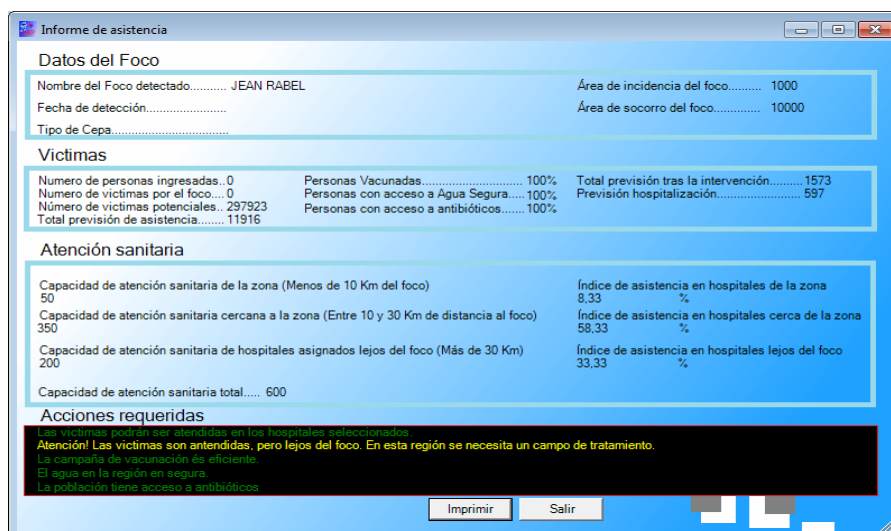 Informe de asistencia
Datos del Foco
Nombre del Foco detectado........... JEAN RABEL
Área de incidencia del foco.......... 1000
Fecha de detección........................
Área de socorro del foco............. 10000
Tipo de Cepa...................................
Victimas
Numero de personas ingresadas.. 0
Personas Vacunadas.............................. 100%
Total previsión tras la intervención.......... 1573
Numero de victimas por el foco.... 0
Personas con acceso a Agua Segura..... 100%
Previsión hospitalización......................... 597
Número de victimas potenciales.. 297923
Personas con acceso a antibióticos....... 100%
Total previsión de asistencia........ 11916
Atención sanitaria
Capacidad de atención sanitaria de la zona (Menos de 10 Km del foco)
50
Índice de asistencia en hospitales de la zona
8,33 %
Capacidad de atención sanitaria cercana a la zona (Entre 10 y 30 Km de distancia al foco)
350
Índice de asistencia en hospitales cerca de la zona
58,33 %
Capacidad de atención sanitaria de hospitales asignados lejos del foco (Más de 30 Km)
200
Índice de asistencia en hospitales lejos del foco
33,33 %
Capacidad de atención sanitaria total..... 600
Acciones requeridas
Las victimas podrán ser atendidas en los hospitales seleccionados.
Atención! Las victimas son antendidas, pero lejos del foco. En esta región se necesita un campo de tratamiento.
La campaña de vacunación és eficiente.
El agua en la región en segura.
La población tiene acceso a antibióticos
Imprimir
Salir